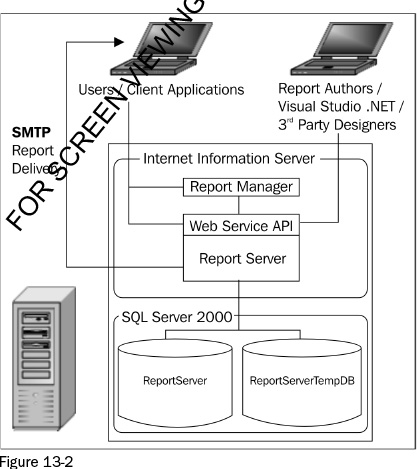 FOR SCREEN VIEWING
Users / Client Applications
Report Authors /
Visual Studio .NET /
3rd Party Designers
SMTP
Report
Delivery
Internet Information Server
Report Manager
Web Service API
Report Server
SQL Server 2000
ReportServer
ReportServerTempDB
Figure 13-2